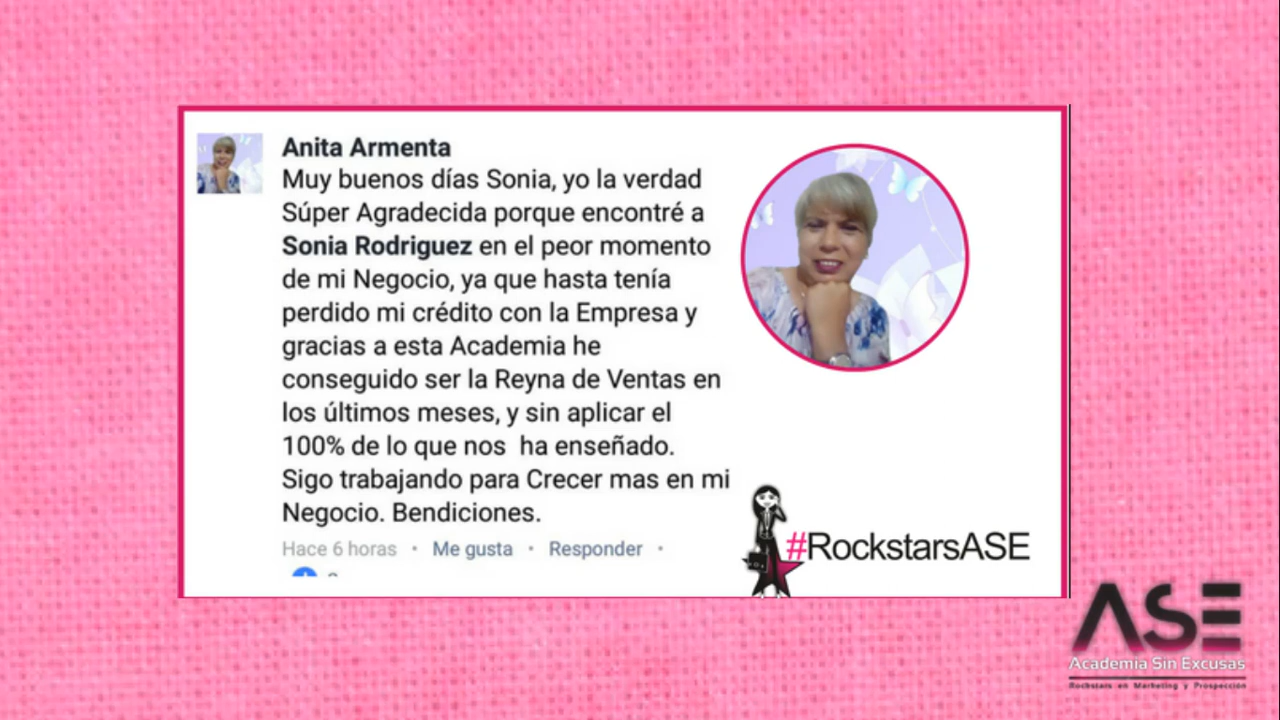 Anita Armenta
Muy buenos días Sonia, yo la verdad
Súper Agradecida porque encontré a
Sonia Rodriguez en el peor momento
de mi Negocio, ya que hasta tenía
perdido mi crédito con la Empresa y
gracias a esta Academia he
conseguido ser la Reyna de Ventas en
los últimos meses, y sin aplicar el
100% de lo que nos ha enseñado.
Sigo trabajando para Crecer mas en mi
Negocio. Bendiciones.
Hace 6 horas · Me gusta · Responder ·
#RockstarsASE
ASE
Academia Sin Excusas
Rockstars en Marketing y Prospección